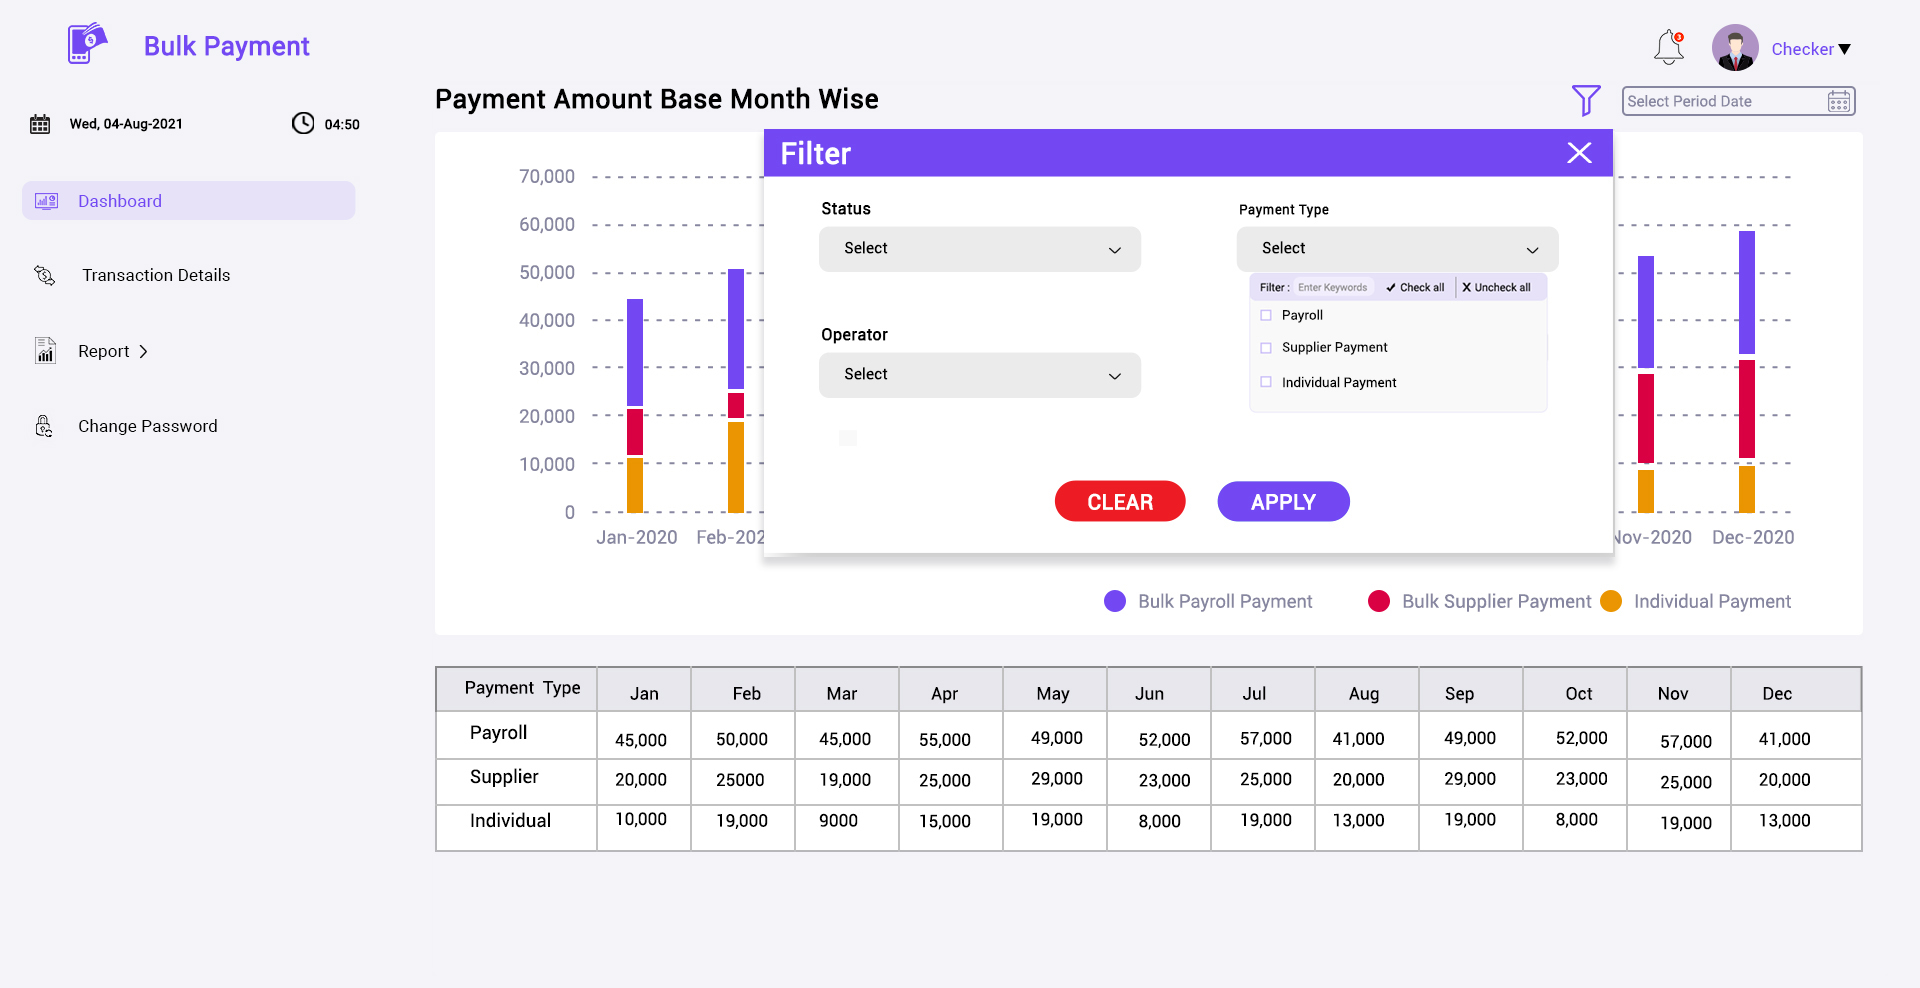 Bulk Payment
3
Checker
Wed, 04-Aug-2021
04:50
Payment Amount Base Month Wise
Select Period Date
Dashboard
Transaction Details
Report
Change Password
Filter
Status
Select
Payment Type
Select
Filter :
Enter Keywords
Check all
Uncheck all
Payroll
Supplier Payment
Individual Payment
Operator
Select
CLEAR
APPLY
70,000
60,000
50,000
40,000
30,000
20,000
10,000
0
Jan-2020
Feb-202
Nov-2020
Dec-2020
Bulk Payroll Payment
Bulk Supplier Payment
Individual Payment
Payment Type Jan Feb Mar Apr May Jun Jul Aug Sep Oct Nov Dec
Payroll 45,000 50,000 45,000 55,000 49,000 52,000 57,000 41,000 49,000 52,000 57,000 41,000
Supplier 20,000 25000 19,000 25,000 29,000 23,000 25,000 20,000 29,000 23,000 25,000 20,000
Individual 10,000 19,000 9000 15,000 19,000 8,000 19,000 13,000 19,000 8,000 19,000 13,000